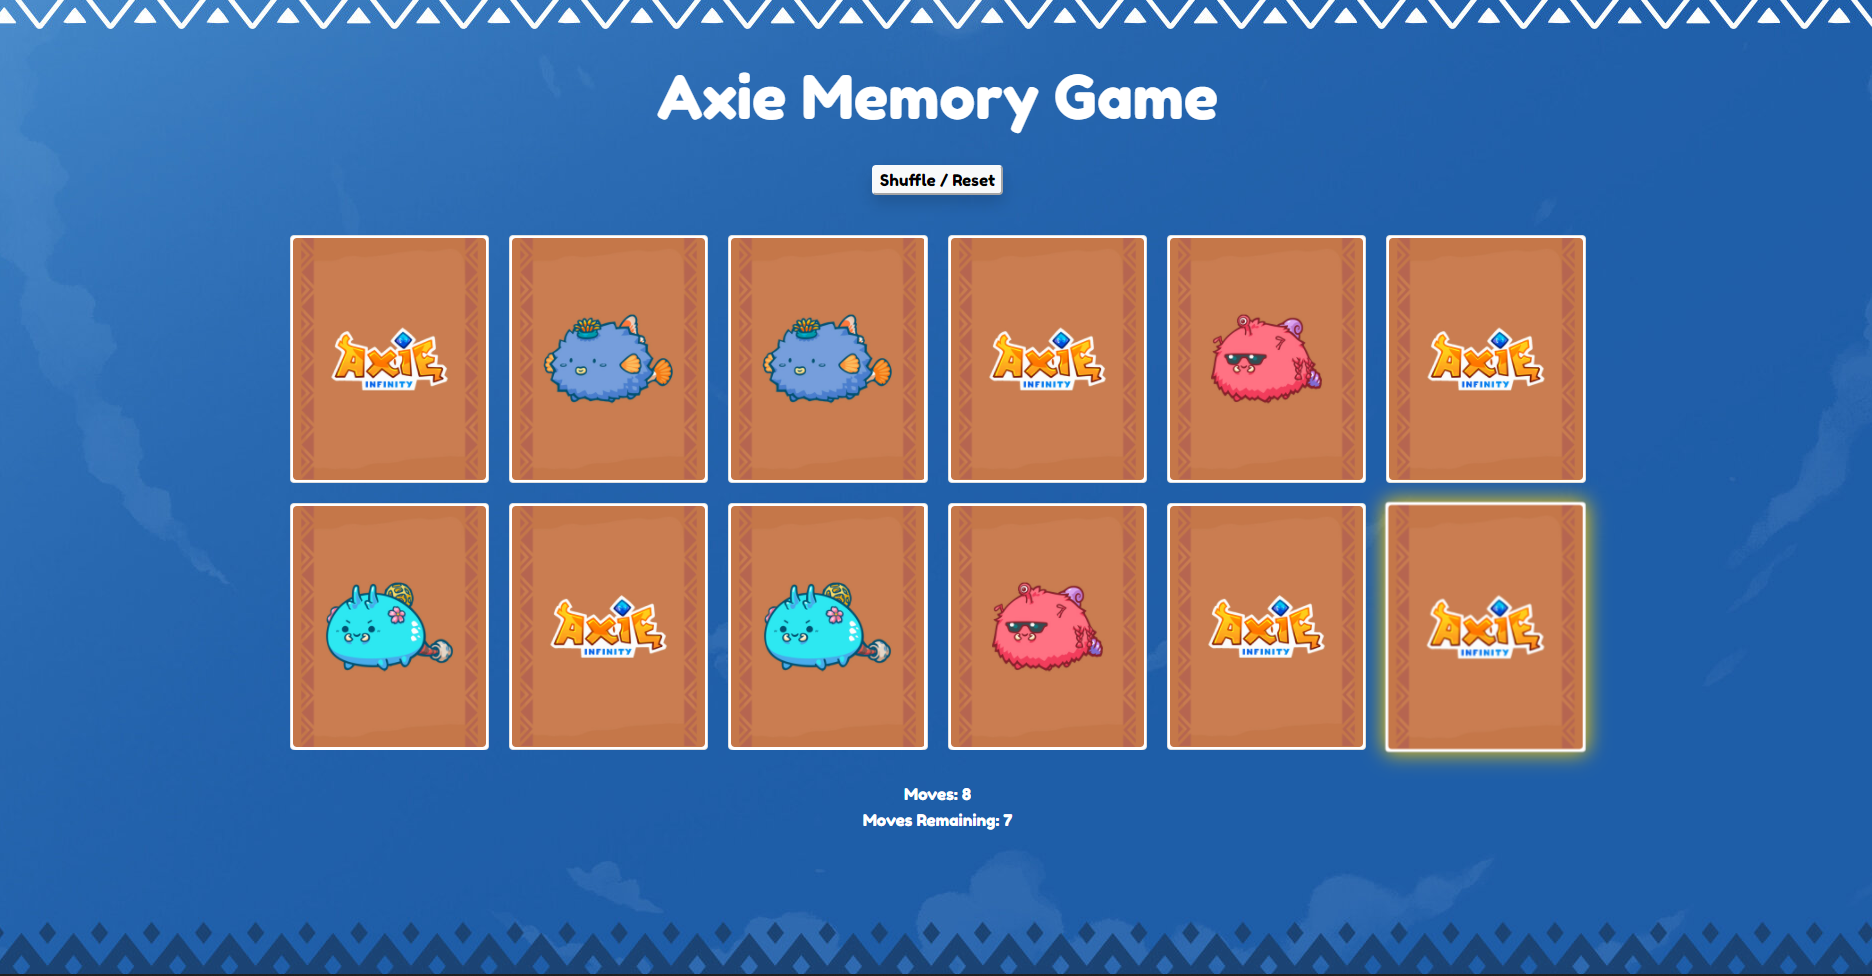 Axie Memory Game
Shuffle / Reset
AXIE
INFINITY
AXIE
INFINITY
AXIE
INFINITY
AXIE
INFINITY
AXIE
INFINITY
AXIE
INFINITY
Moves: 8
Moves Remaining: 7